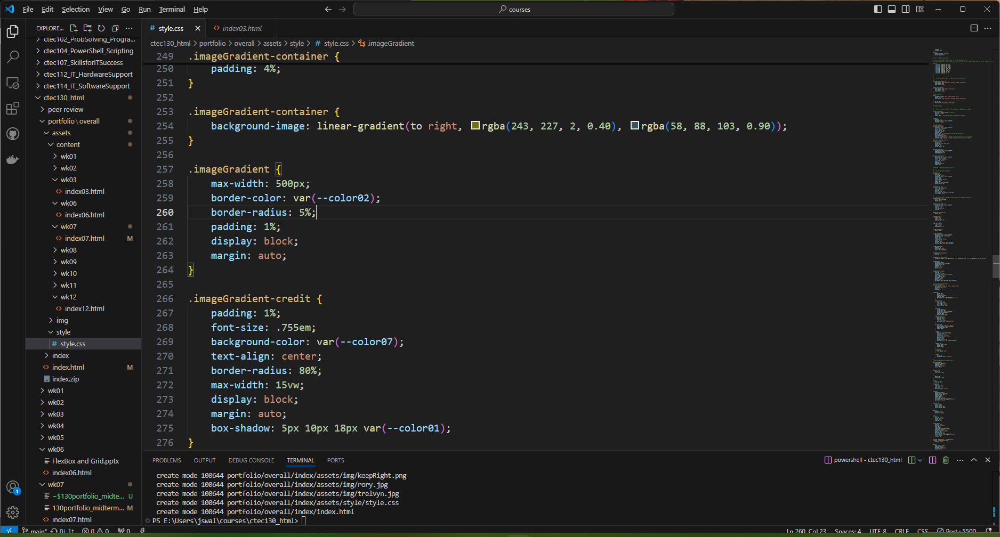 File Edit Selection View Go Run Terminal Help
courses
EXPLORE...
style.css
index03.html
ctec130_html > portfolio > overall > assets > style > # style.css > .imageGradient
ctec102_ProbSolving_Progra...
ctec104_PowerShell_Scripting
ctec107_SkillsforITSuccess
ctec112_IT_HardwareSupport
ctec114_IT_SoftwareSupport
ctec130_html
peer review
portfolio\overall
assets
content
wk01
wk02
wk03
index03.html
wk06
index06.html
wk07
index07.html M
wk08
wk09
wk10
wk11
wk12
index12.html
img
style
# style.css
index
index.html M
index.zip
wk01
wk02
wk03
wk04
wk05
wk06
FlexBox and Grid.pptx
index06.html
wk07
~$130portfolio_midte... U
130portfolio_midterm... M
index07.html
249 .imageGradient-container {
250 padding: 4%;
251 }
252
253 .imageGradient-container {
254 background-image: linear-gradient(to right, rgba(243, 227, 2, 0.40), rgba(58, 88, 103, 0.90));
255 }
256
257 .imageGradient {
258 max-width: 500px;
259 border-color: var(--color02);
260 border-radius: 5%;
261 padding: 1%;
262 display: block;
263 margin: auto;
264 }
265
266 .imageGradient-credit {
267 padding: 1%;
268 font-size: .755em;
269 background-color: var(--color07);
270 text-align: center;
271 border-radius: 80%;
272 max-width: 15vw;
273 display: block;
274 margin: auto;
275 box-shadow: 5px 10px 18px var(--color01);
276 }
PROBLEMS OUTPUT DEBUG CONSOLE TERMINAL PORTS
powershell - ctec130_html
create mode 100644 portfolio/overall/index/assets/img/keepRight.png
create mode 100644 portfolio/overall/index/assets/img/rory.jpg
create mode 100644 portfolio/overall/index/assets/img/trelvyn.jpg
create mode 100644 portfolio/overall/index/assets/style/style.css
create mode 100644 portfolio/overall/index/index.html
PS E:\Users\jswal\courses\ctec130_html>
1
main* 0↓ 1↑ 0 0 0
Ln 260, Col 23 Spaces: 4 UTF-8 CRLF CSS Port : 5500